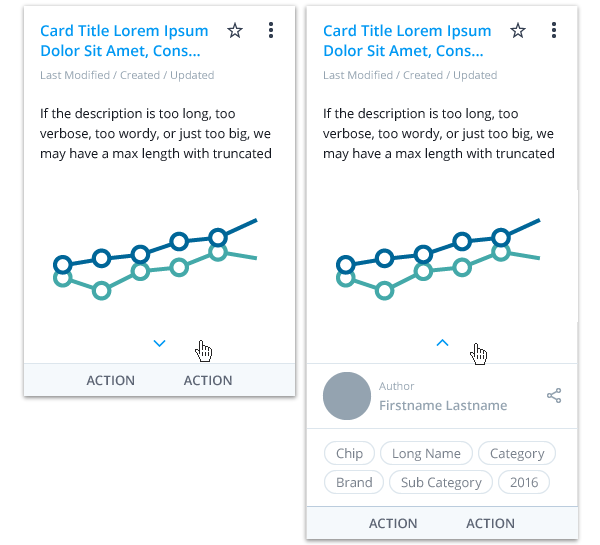 Card Title Lorem Ipsum
Dolor Sit Amet, Cons...
Last Modified / Created / Updated
If the description is too long, too
verbose, too wordy, or just too big, we
may have a max length with truncated
ACTION ACTION
Card Title Lorem Ipsum
Dolor Sit Amet, Cons...
Last Modified / Created / Updated
If the description is too long, too
verbose, too wordy, or just too big, we
may have a max length with truncated
Author
Firstname Lastname
Chip Long Name Category
Brand Sub Category 2016
ACTION ACTION